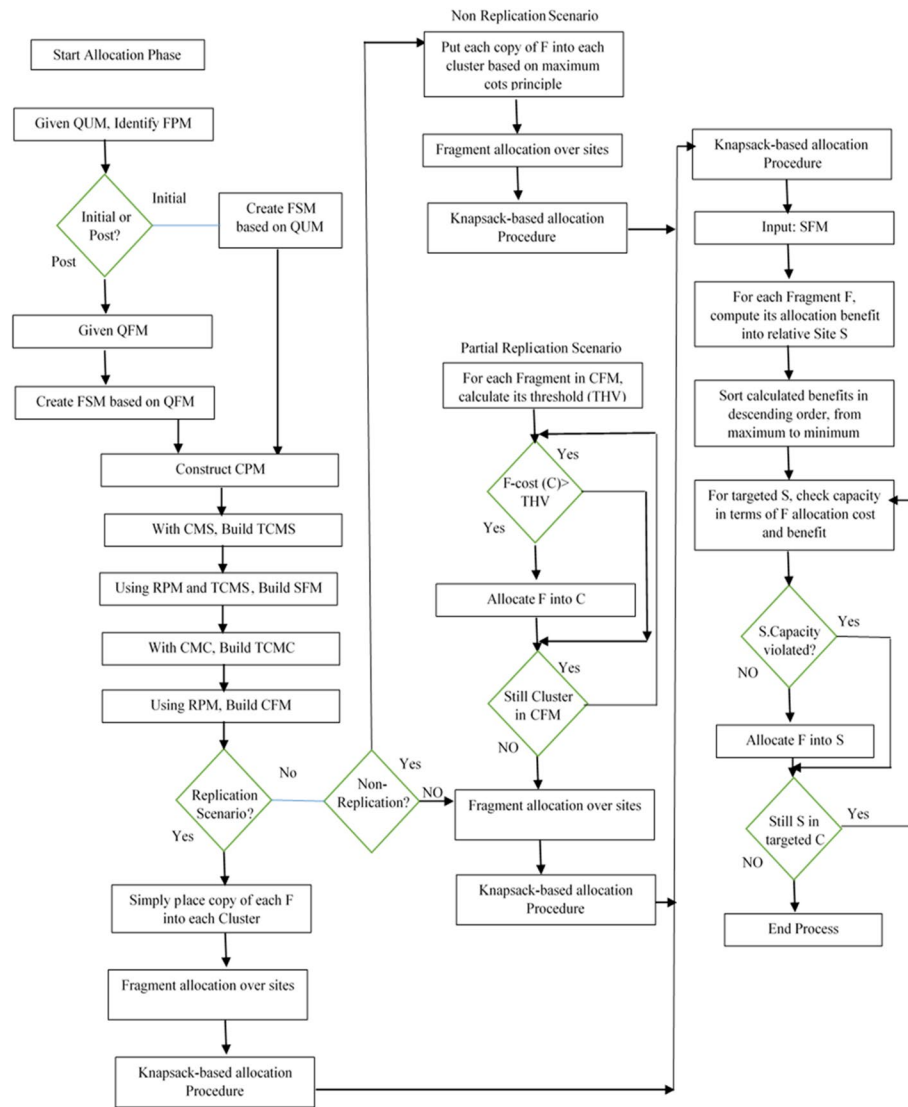 Start Allocation Phase
Given QUM, Identify FPM
Initial or
Post?
Initial
Post
Create FSM
based on QUM
Given QFM
Create FSM based on QFM
Construct CPM
With CMS, Build TCMS
Using RPM and TCMS, Build SFM
With CMC, Build TCMC
Using RPM, Build CFM
Replication
Scenario?
No
Yes
Simply place copy of each F
into each Cluster
Fragment allocation over sites
Knapsack-based allocation
Procedure
Non-
Replication?
Yes
NO
Non Replication Scenario
Put each copy of F into each
cluster based on maximum
cots principle
Fragment allocation over sites
Knapsack-based allocation
Procedure
Partial Replication Scenario
For each Fragment in CFM,
calculate its threshold (THV)
Yes
F-cost (C)>
THV
Yes
Allocate F into C
Yes
Still Cluster
in CFM
NO
Fragment allocation over sites
Knapsack-based allocation
Procedure
Knapsack-based allocation
Procedure
Input: SFM
For each Fragment F,
compute its allocation benefit
into relative Site S
Sort calculated benefits in
descending order, from
maximum to minimum
For targeted S, check capacity
in terms of F allocation cost
and benefit
S.Capacity
violated?
Yes
NO
Allocate F into S
Still S in
targeted C
Yes
NO
End Process